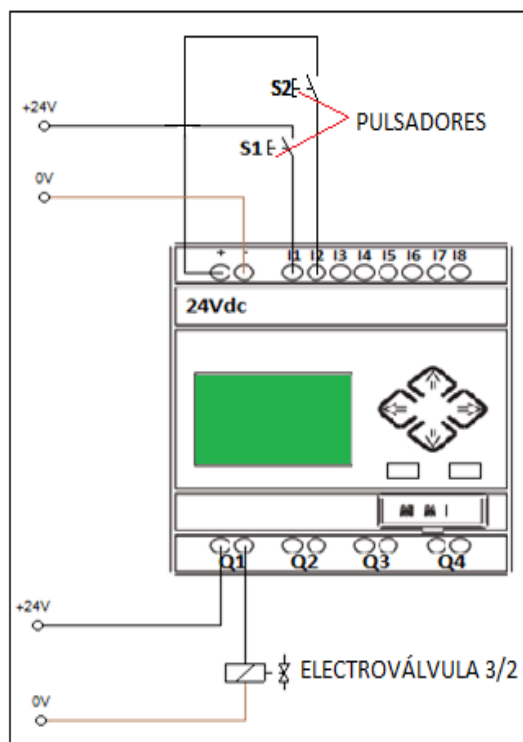 S2
PULSADORES
+24V
S1
0V
+ -
I1 I2 I3 I4 I5 I6 I7 I8
24Vdc
Q1 Q2 Q3 Q4
+24V
ELECTROVÁLVULA 3/2
0V